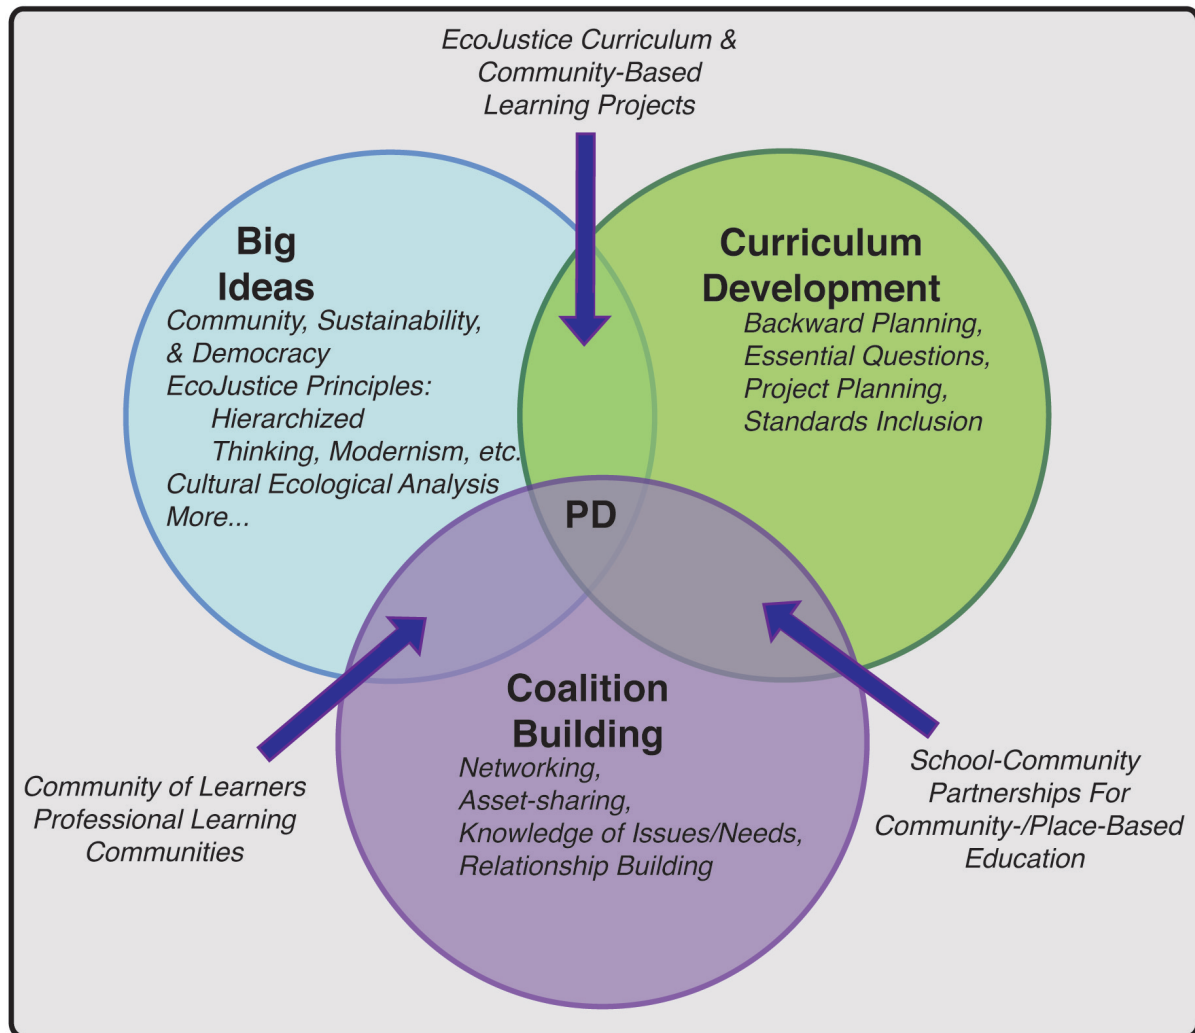 EcoJustice Curriculum &
Community-Based
Learning Projects
Big
Ideas
Community, Sustainability,
& Democracy
EcoJustice Principles:
Hierarchized
Thinking, Modernism, etc.
Cultural Ecological Analysis
More...
Curriculum
Development
Backward Planning,
Essential Questions,
Project Planning,
Standards Inclusion
PD
Coalition
Building
Networking,
Asset-sharing,
Knowledge of Issues/Needs,
Relationship Building
Community of Learners
Professional Learning
Communities
School-Community
Partnerships For
Community-/Place-Based
Education